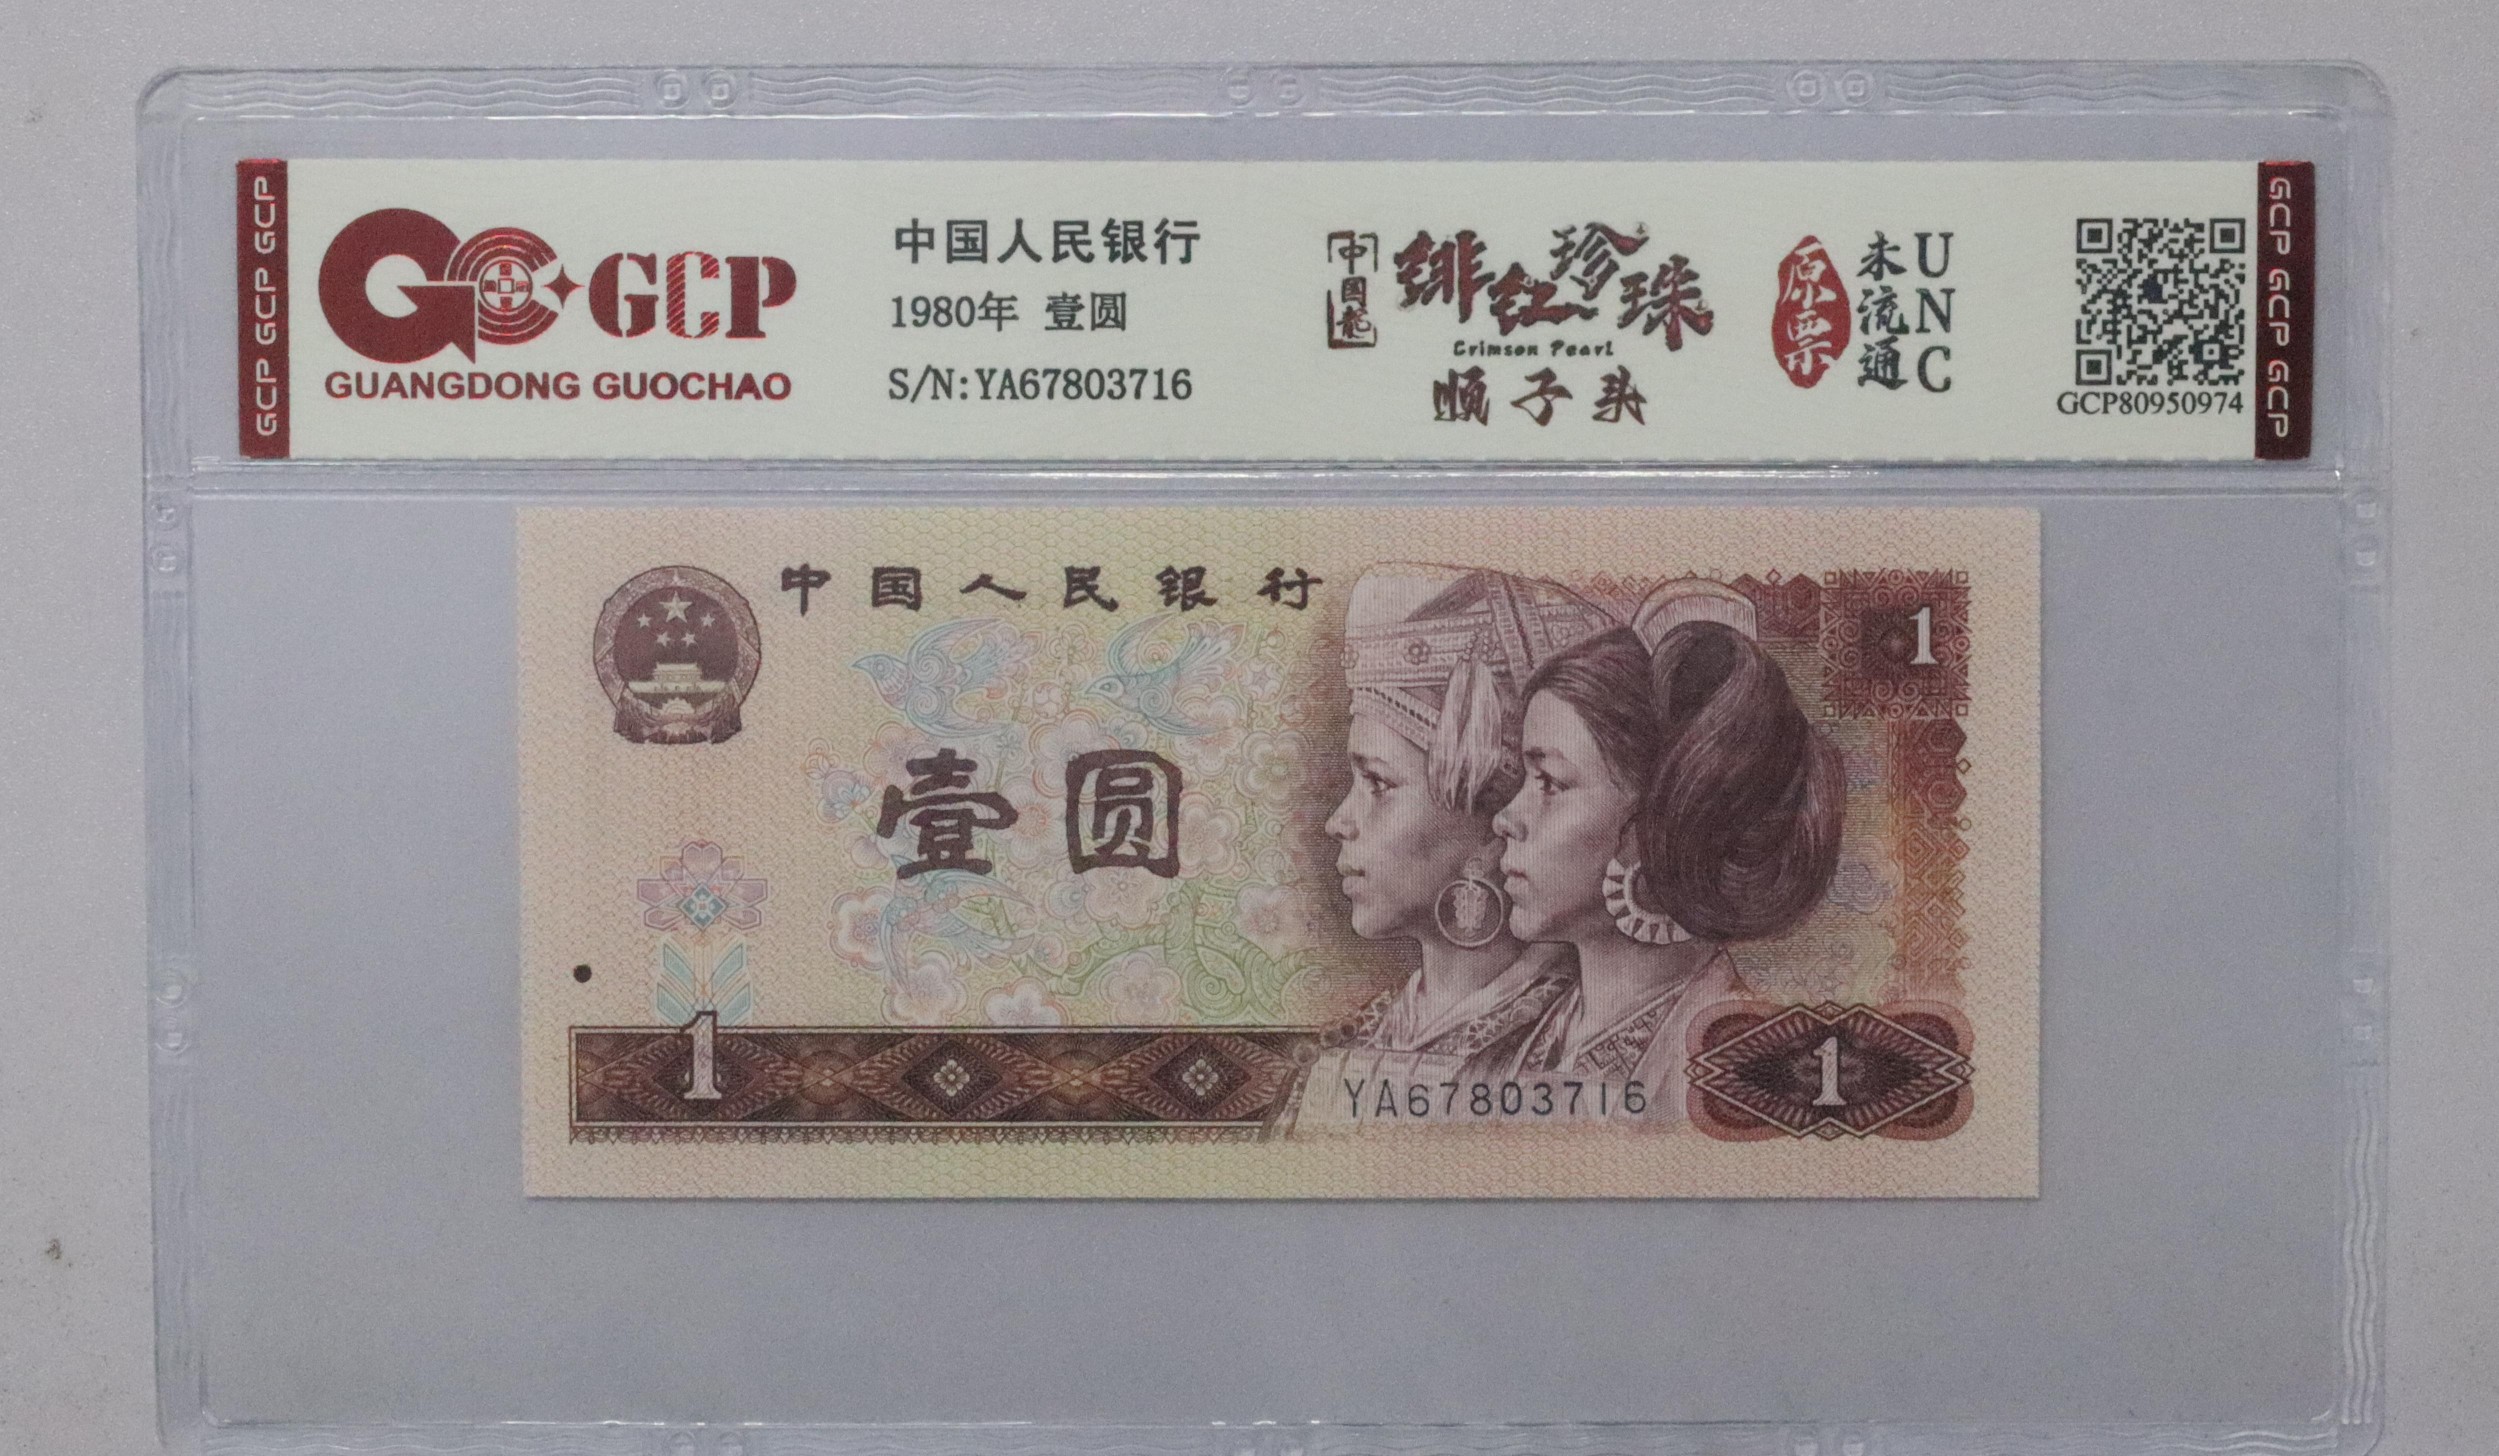 GCP GCP GCP
GCP
GUANGDONG GUOCHAO
中国人民银行
1980年 壹圆
S/N:YA67803716
中国龙
绯红珍珠
Crimson Pearl
顺子头
原票
未流通
UNC
GCP80950974
GCP GCP GCP
中国人民银行
1
壹圆
1
YA67803716
1